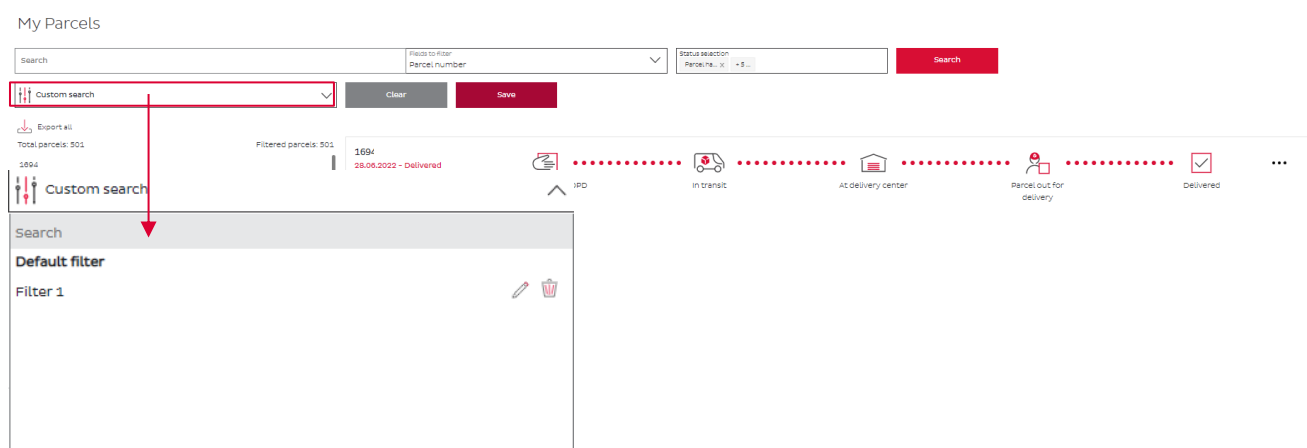 My Parcels
Search
Fields to filter
Parcel number
Status selection
Parcel ha... x +5...
Search
Custom search
Clear
Save
Export all
Total parcels: 501
Filtered parcels: 501
1694
1694
28.06.2022 - Delivered
DPD
In transit
At delivery center
Parcel out for
delivery
Delivered
...
Custom search
Search
Default filter
Filter 1